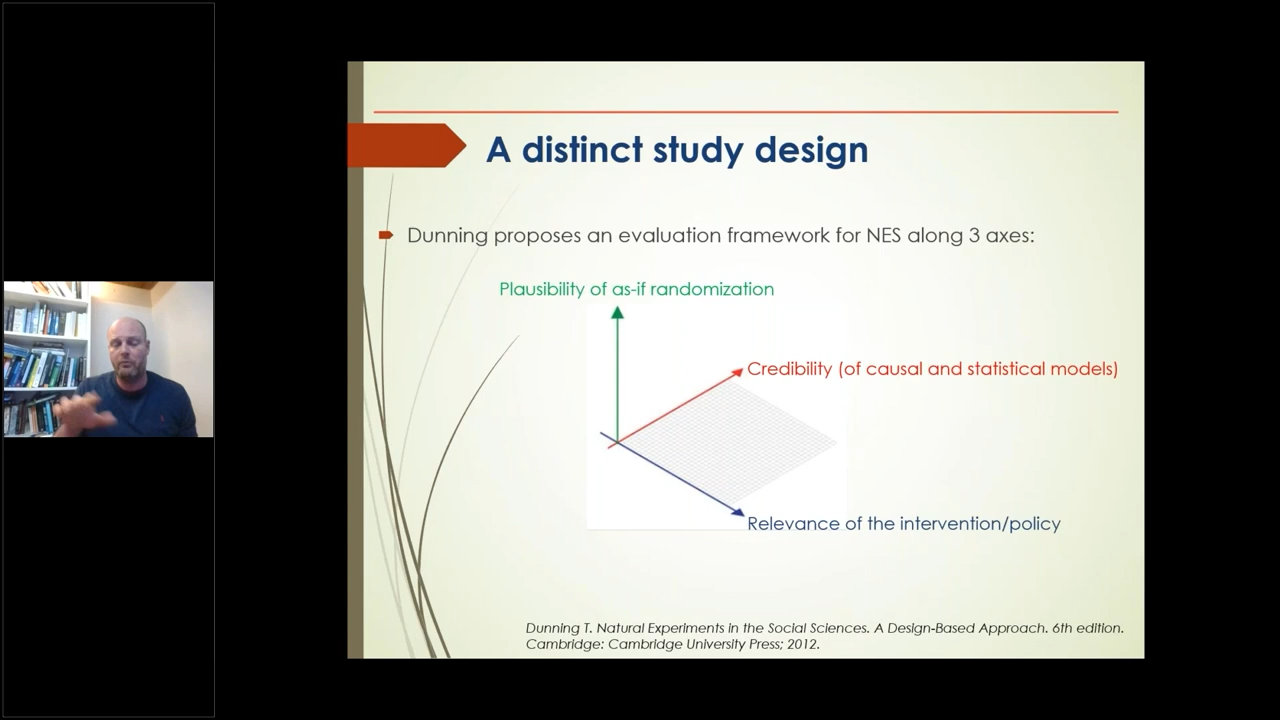 A distinct study design
Dunning proposes an evaluation framework for NES along 3 axes:
Plausibility of as-if randomization
Credibility (of causal and statistical models)
Relevance of the intervention/policy
Dunning T. Natural Experiments in the Social Sciences. A Design-Based Approach. 6th edition.
Cambridge: Cambridge University Press; 2012.